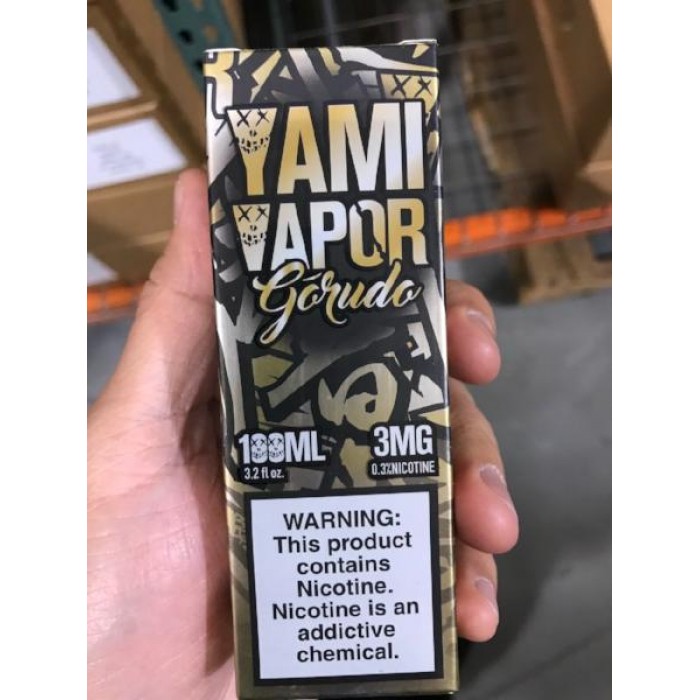 YAMI
VAPOR
Górudo
100ML 3MG
3.2 fl oz. 0.3%NICOTINE
WARNING:
This product
contains
Nicotine.
Nicotine is an
addictive
chemical.